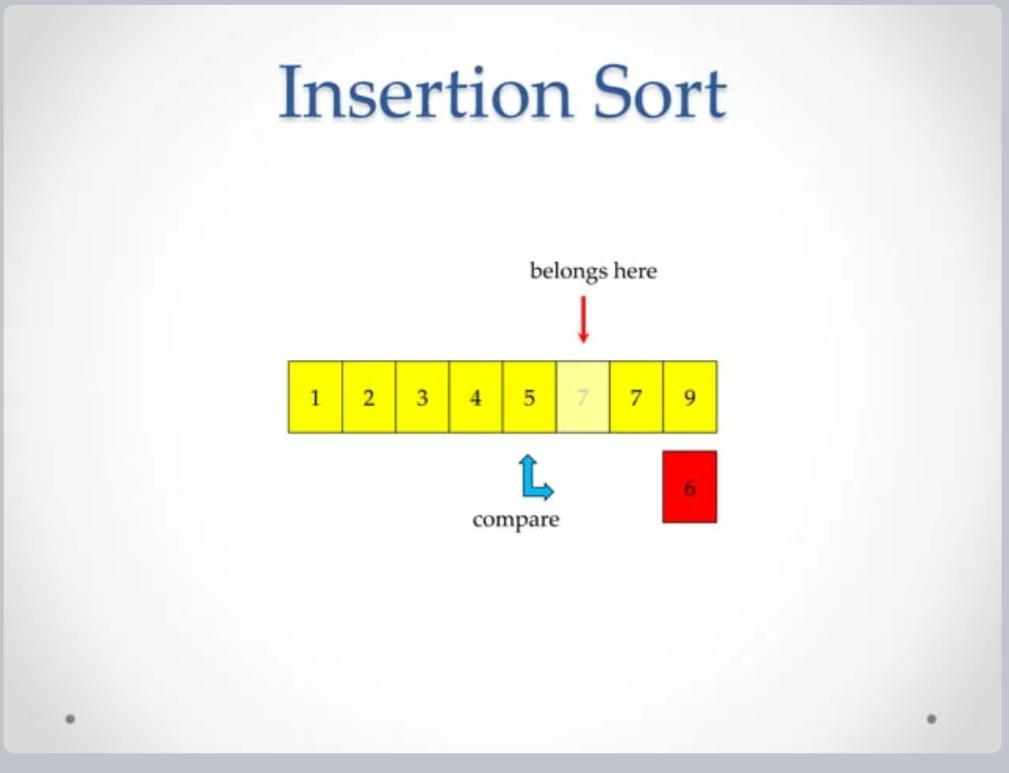 Insertion Sort
belongs here
1 2 3 4 5 7 7 9
6
compare